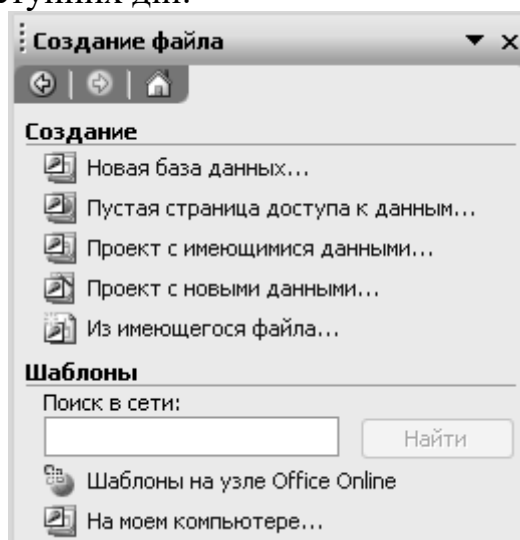 Создание файла
Создание
Новая база данных...
Пустая страница доступа к данным...
Проект с имеющимися данными...
Проект с новыми данными...
Из имеющегося файла...
Шаблоны
Поиск в сети:
Найти
Шаблоны на узле Office Online
На моем компьютере...